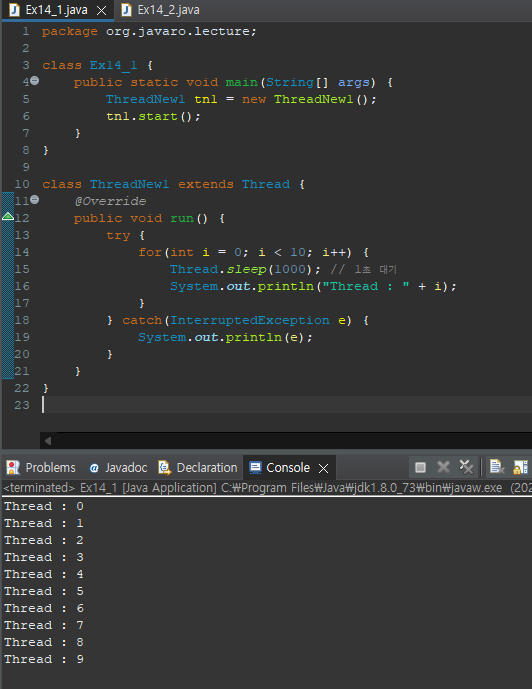 Ex14_1.java Ex14_2.java
1 package org.javaro.lecture;
2
3 class Ex14_1 {
4 public static void main(String[] args) {
5 ThreadNew1 tn1 = new ThreadNew1();
6 tn1.start();
7 }
8 }
9
10 class ThreadNew1 extends Thread {
11 @Override
12 public void run() {
13 try {
14 for(int i = 0; i < 10; i++) {
15 Thread.sleep(1000); // 1초 대기
16 System.out.println("Thread : " + i);
17 }
18 } catch(InterruptedException e) {
19 System.out.println(e);
20 }
21 }
22 }
23
Problems @ Javadoc Declaration Console
<terminated> Ex14_1 [Java Application] C:₩Program Files₩Java₩jdk1.8.0_73₩bin₩javaw.exe (202
Thread : 0
Thread : 1
Thread : 2
Thread : 3
Thread : 4
Thread : 5
Thread : 6
Thread : 7
Thread : 8
Thread : 9